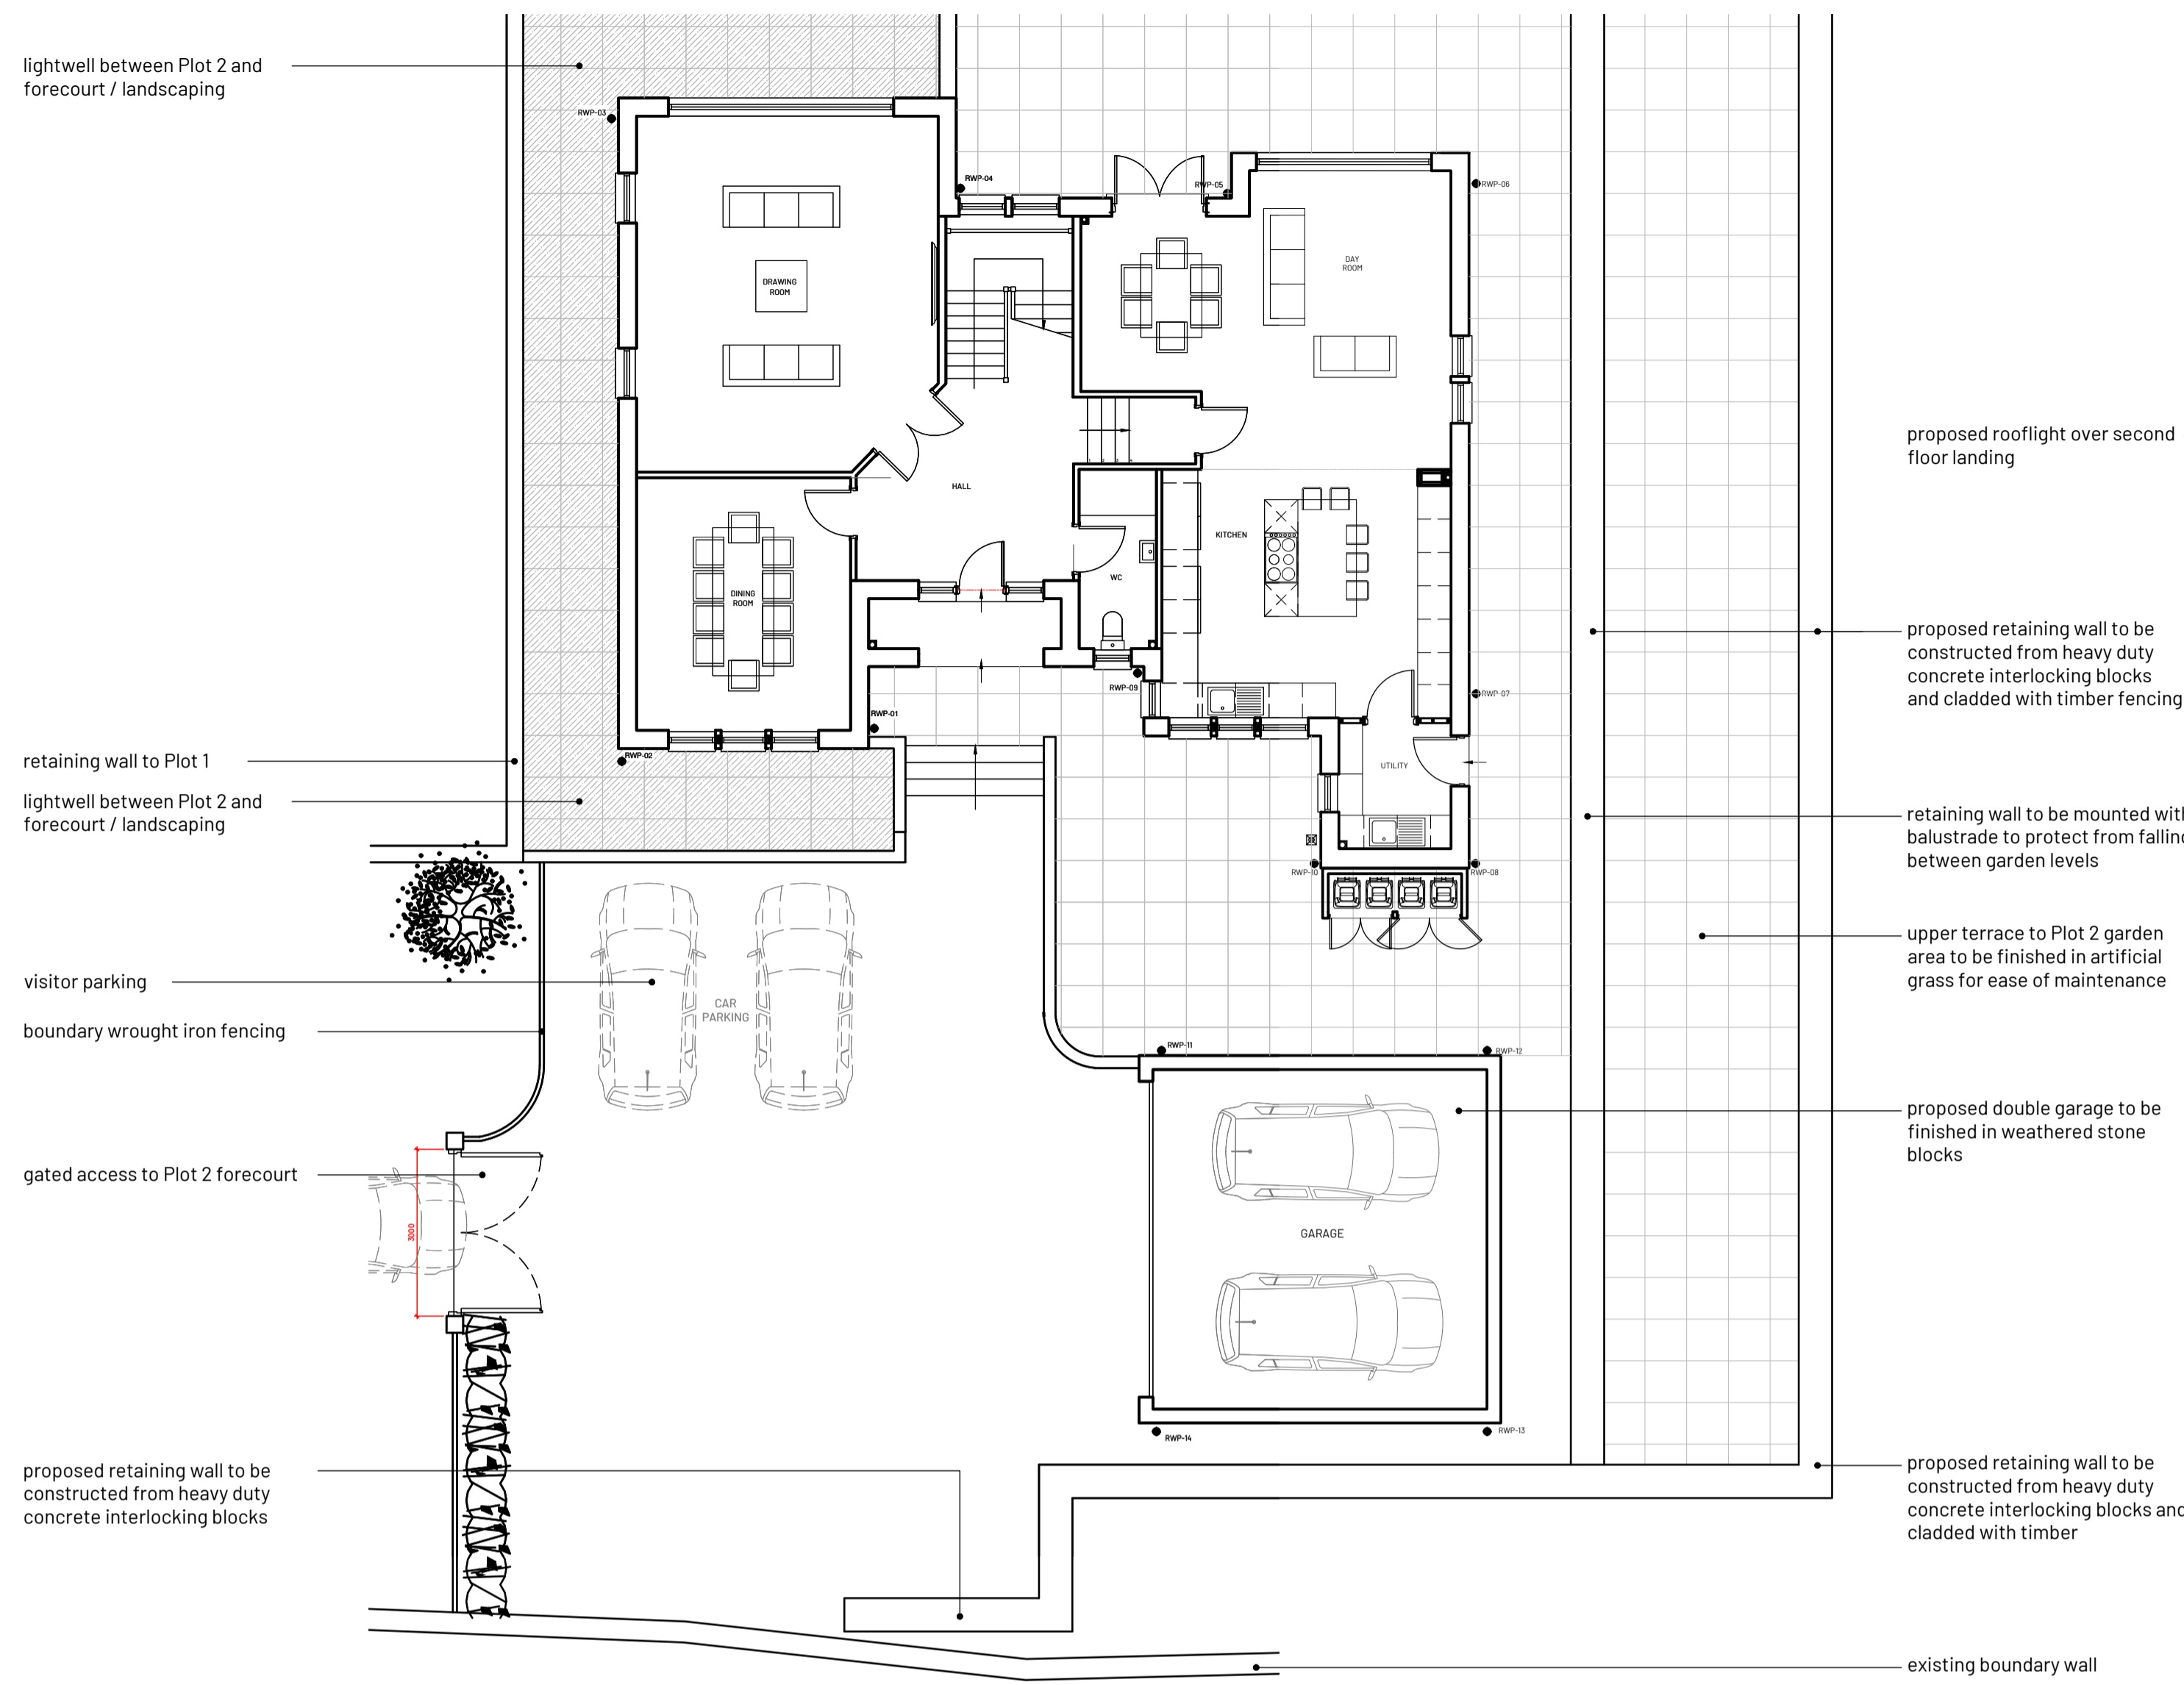 lightwell between Plot 2 and
forecourt / landscaping
retaining wall to Plot 1
lightwell between Plot 2 and
forecourt / landscaping
visitor parking
boundary wrought iron fencing
gated access to Plot 2 forecourt
proposed retaining wall to be
constructed from heavy duty
concrete interlocking blocks
RWP-03
RWP-04
RWP-05
RWP-06
DRAWING
ROOM
DAY
ROOM
HALL
KITCHEN
WC
DINING
ROOM
RWP-09
RWP-07
RWP-01
RWP-02
UTILITY
RWP-10
RWP-08
CAR
PARKING
RWP-11
RWP-12
3000
GARAGE
RWP-14
RWP-13
proposed rooflight over second
floor landing
proposed retaining wall to be
constructed from heavy duty
concrete interlocking blocks
and cladded with timber fencing
retaining wall to be mounted with
balustrade to protect from falling
between garden levels
upper terrace to Plot 2 garden
area to be finished in artificial
grass for ease of maintenance
proposed double garage to be
finished in weathered stone
blocks
proposed retaining wall to be
constructed from heavy duty
concrete interlocking blocks and
cladded with timber
existing boundary wall